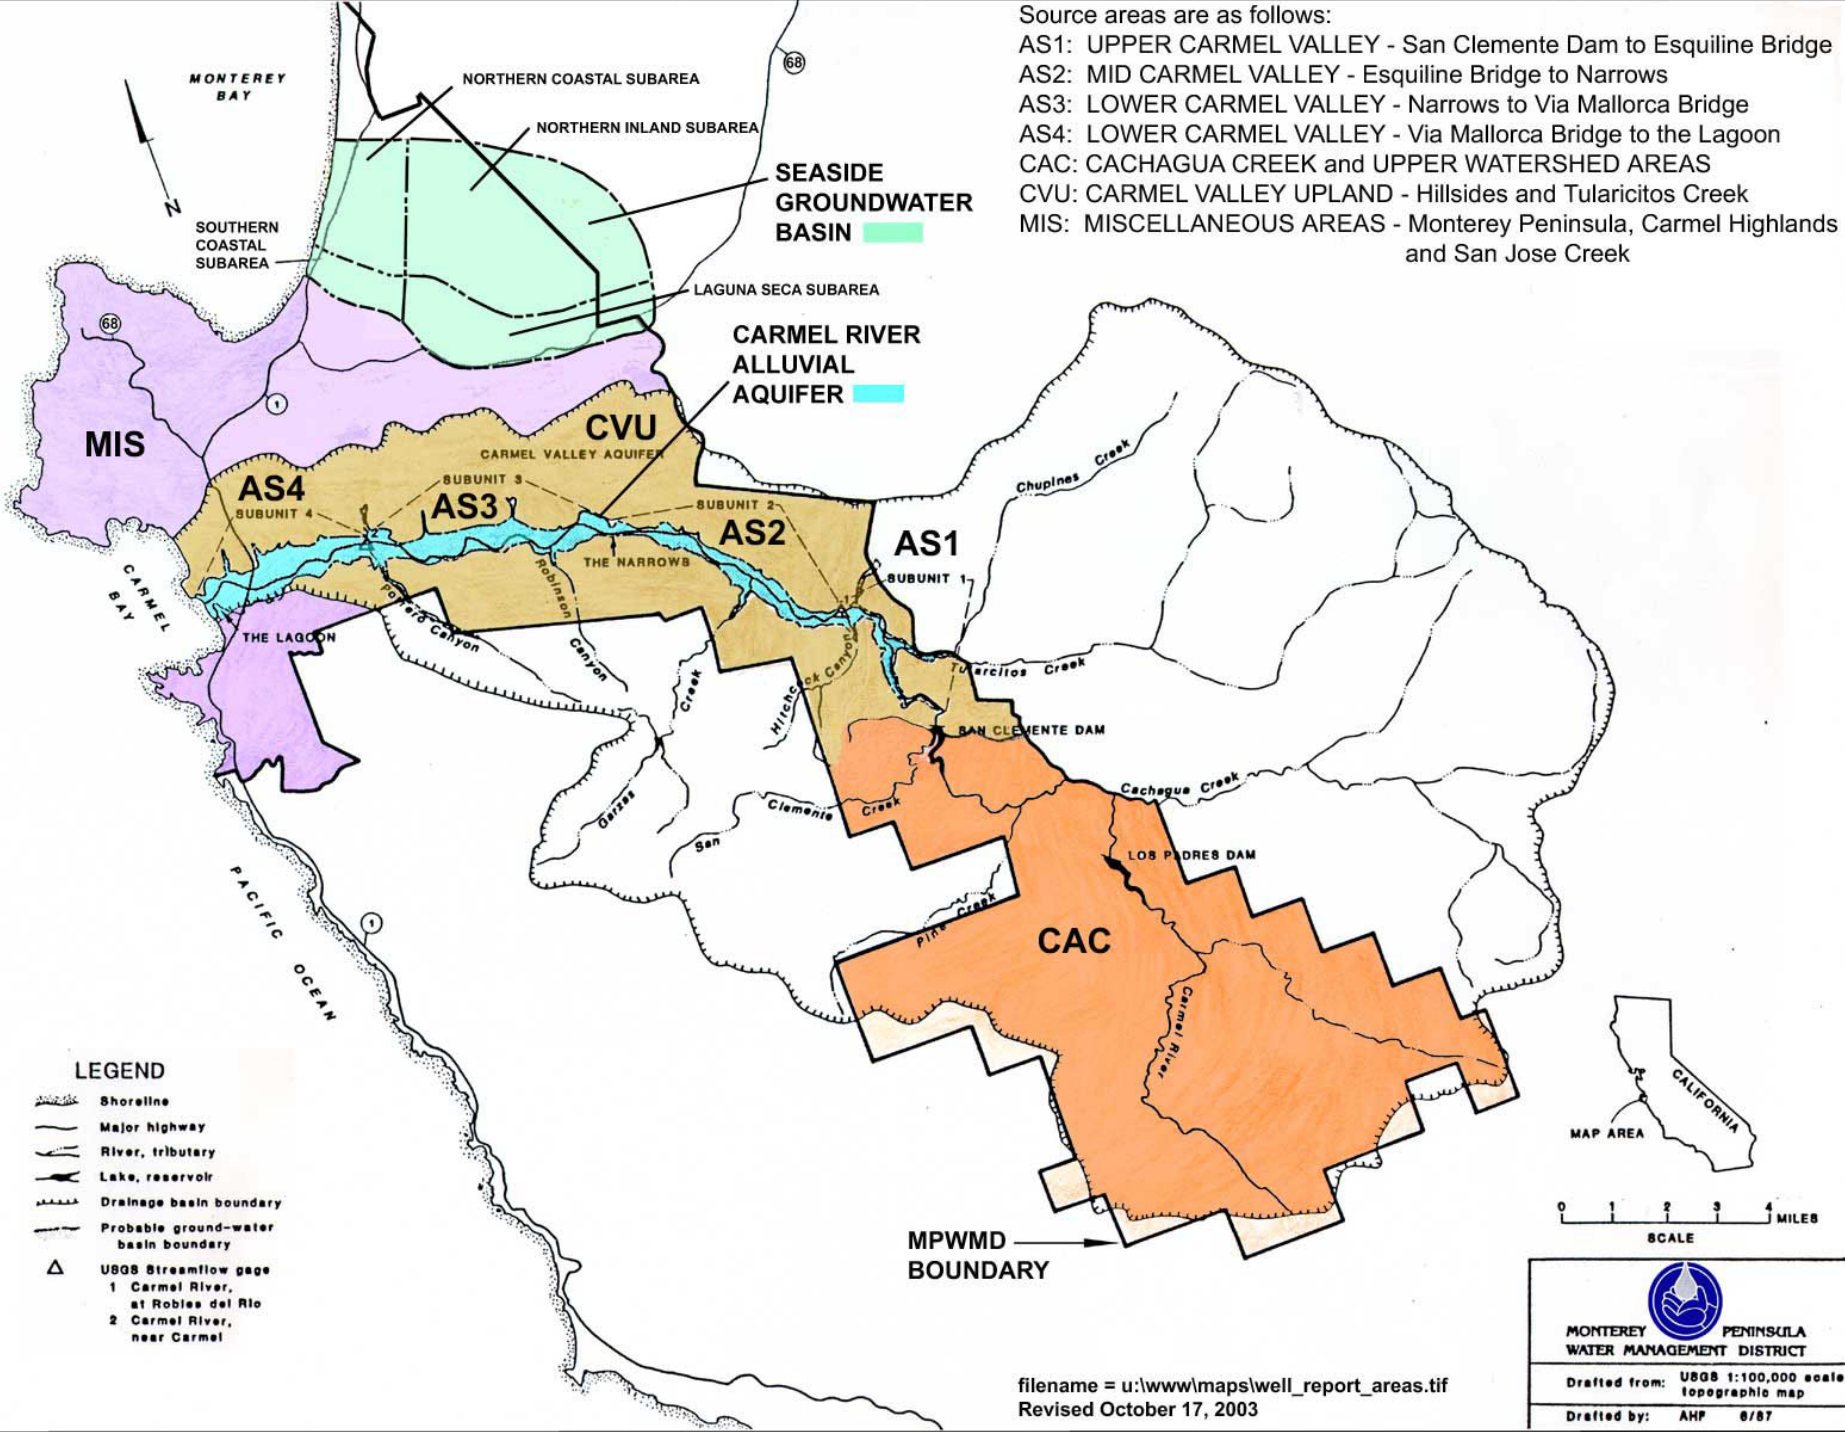 Source areas are as follows:
AS1: UPPER CARMEL VALLEY - San Clemente Dam to Esquiline Bridge
AS2: MID CARMEL VALLEY - Esquiline Bridge to Narrows
AS3: LOWER CARMEL VALLEY - Narrows to Via Mallorca Bridge
AS4: LOWER CARMEL VALLEY - Via Mallorca Bridge to the Lagoon
CAC: CACHAGUA CREEK and UPPER WATERSHED AREAS
CVU: CARMEL VALLEY UPLAND - Hillsides and Tularicitos Creek
MIS: MISCELLANEOUS AREAS - Monterey Peninsula, Carmel Highlands
and San Jose Creek
MONTEREY
BAY
68
NORTHERN COASTAL SUBAREA
NORTHERN INLAND SUBAREA
SEASIDE
GROUNDWATER
BASIN
N
SOUTHERN
COASTAL
SUBAREA
LAGUNA SECA SUBAREA
68
CARMEL RIVER
ALLUVIAL
AQUIFER
1
MIS
CVU
CARMEL VALLEY AQUIFER
AS4
SUBUNIT 4
SUBUNIT 3
AS3
SUBUNIT 2
AS2
AS1
SUBUNIT 1
2
1
THE NARROWS
Chupines Creek
CARMEL
BAY
THE LAGOON
Potrero Canyon
Robinson
Canyon
Creek
Hitchcock Canyon
Tularcitos Creek
SAN CLEMENTE DAM
Garzas
San
Clemente
Creek
Cachagua Creek
LOS PADRES DAM
Pine Creek
CAC
Carmel River
1
PACIFIC OCEAN
LEGEND
Shoreline
Major highway
River, tributary
Lake, reservoir
Drainage basin boundary
Probable ground-water
basin boundary
USGS Streamflow gage
1 Carmel River,
at Robles del Rio
2 Carmel River,
near Carmel
MPWMD
BOUNDARY
CALIFORNIA
MAP AREA
0 1 2 3 4 MILES
SCALE
MONTEREY PENINSULA
WATER MANAGEMENT DISTRICT
Drafted from: USGS 1:100,000 scale
topographic map
Drafted by: AHF 6/87
filename = u:\www\maps\well_report_areas.tif
Revised October 17, 2003